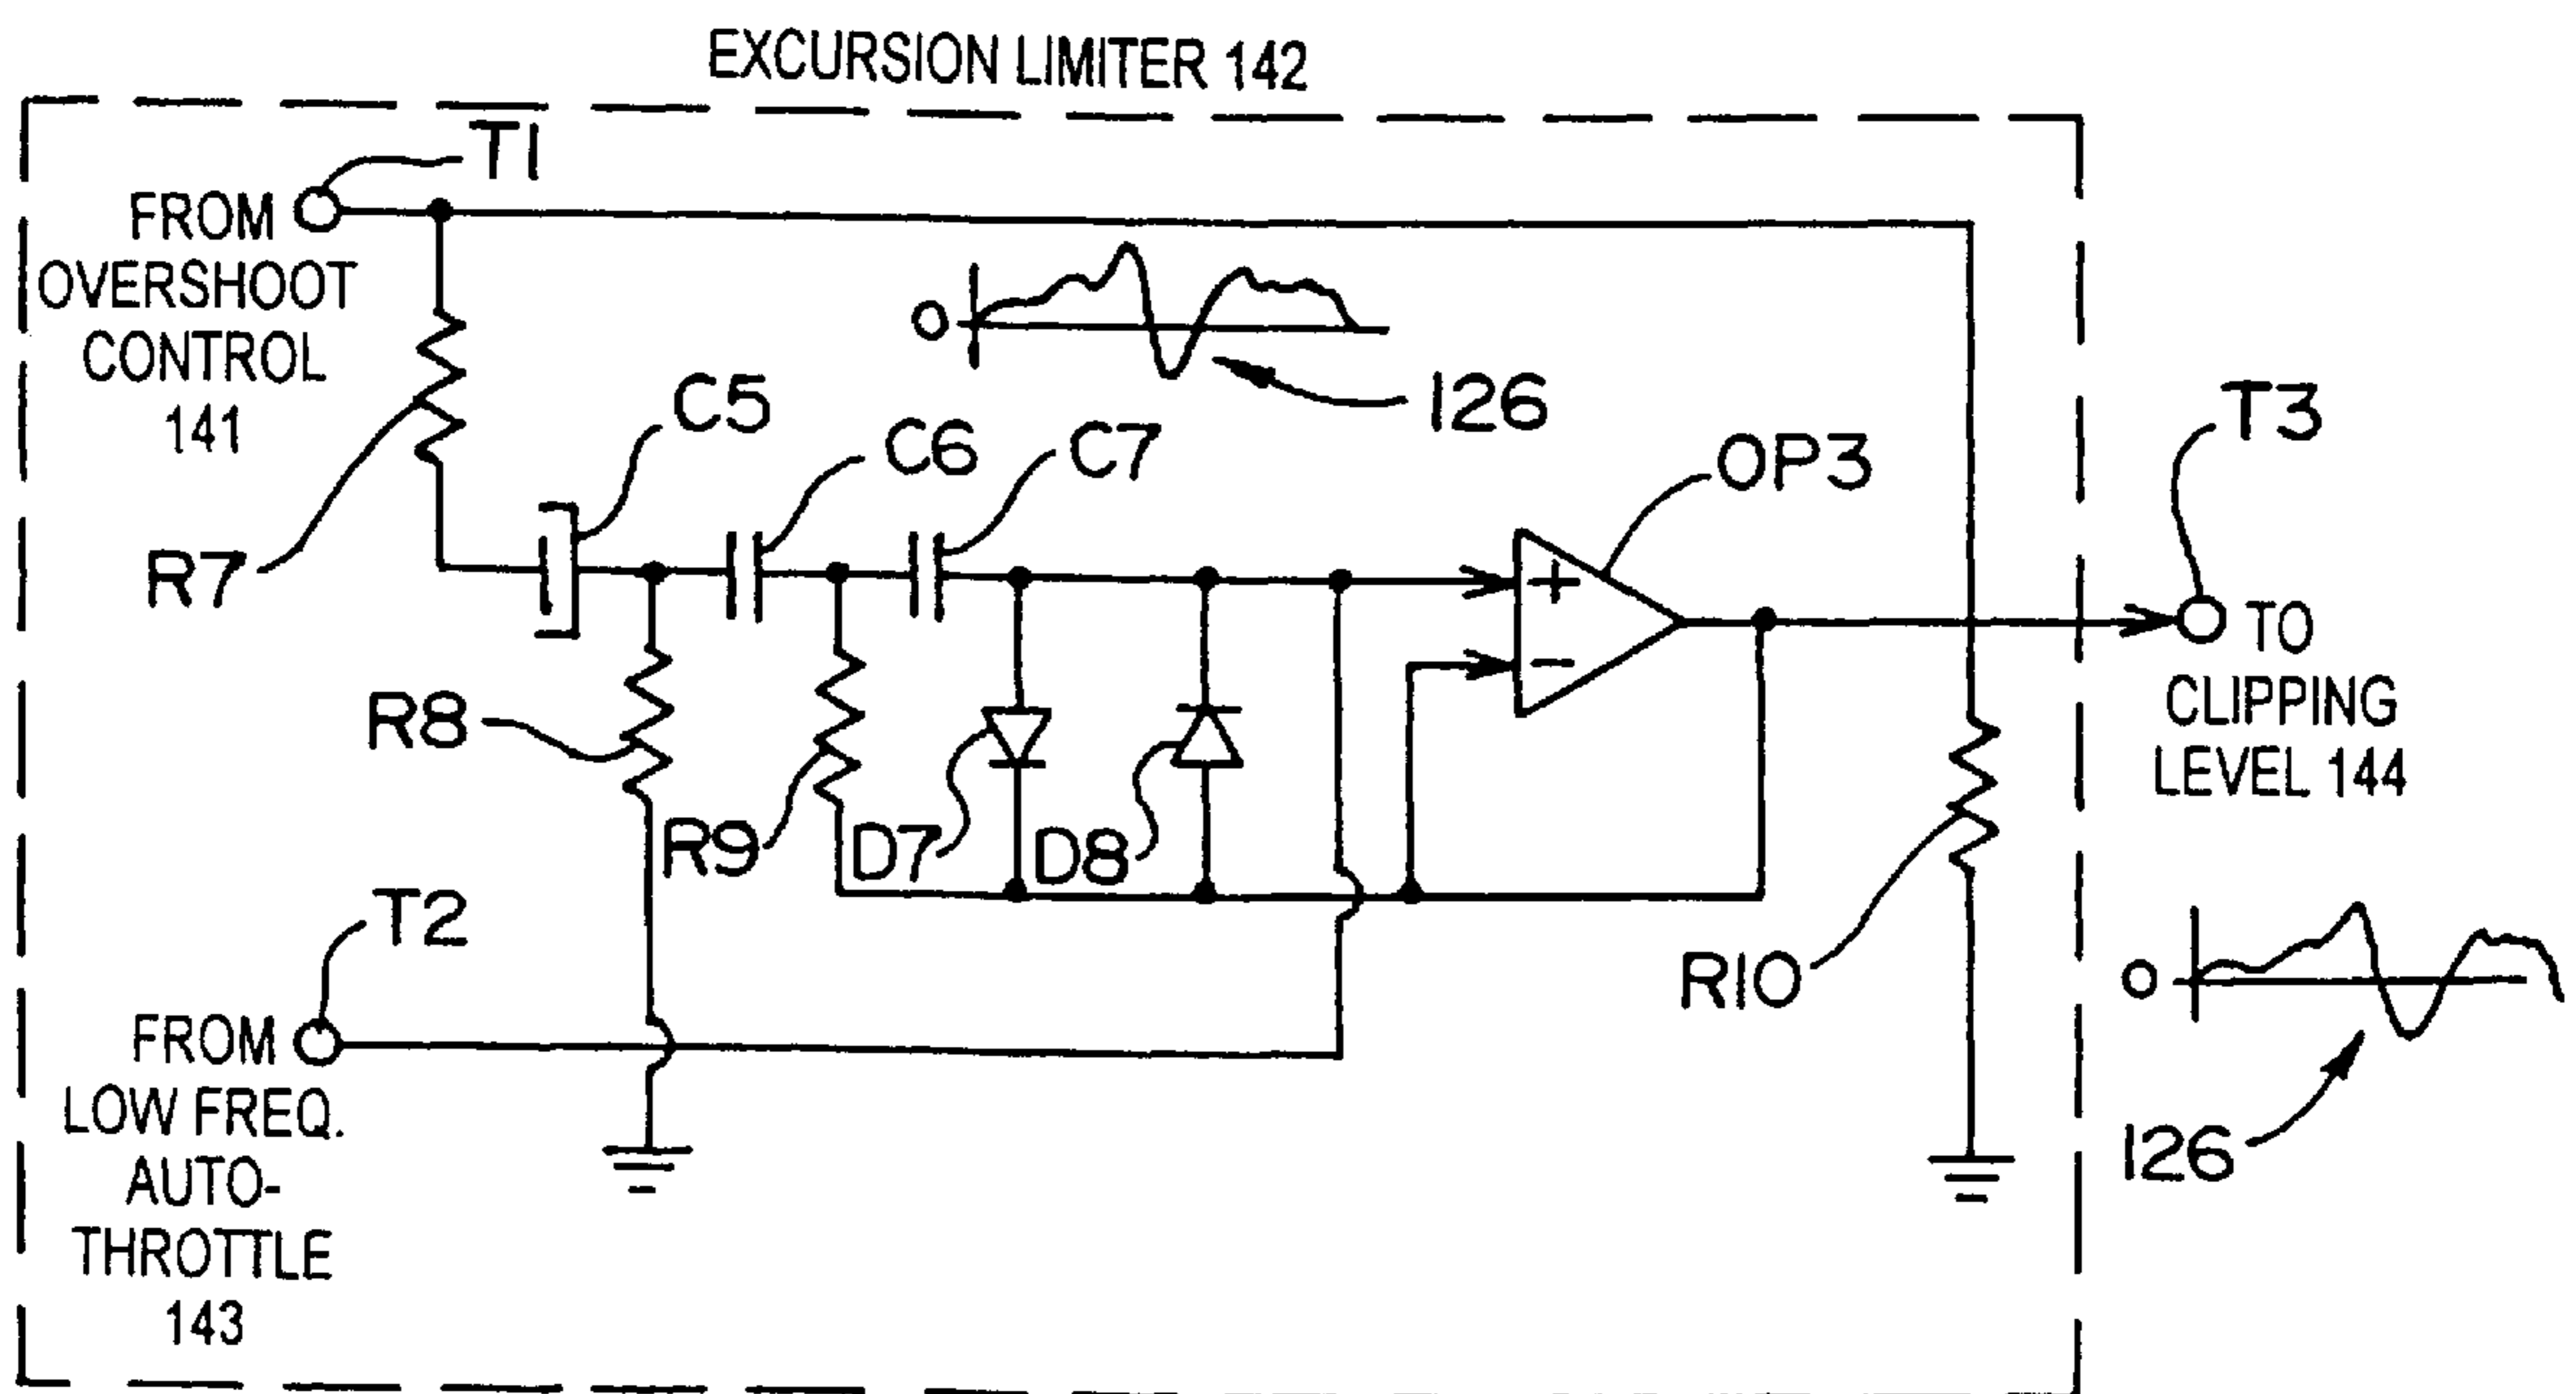 EXCURSION LIMITER 142
T1
FROM
OVERSHOOT
CONTROL
141
R7
C5
C6
C7
O
126
OP3
+
−
T3
TO
CLIPPING
LEVEL 144
R8
R9
D7
D8
R10
O
126
T2
FROM
LOW FREQ.
AUTO-
THROTTLE
143